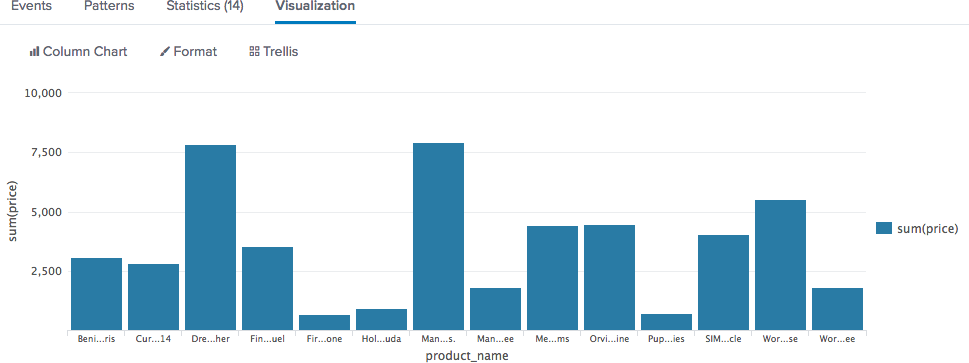 Events Patterns Statistics (14) Visualization
Column Chart Format Trellis
10,000
7,500
5,000
2,500
sum(price)
sum(price)
Beni...ris Cur...14 Dre...her Fin...uel Fir...one Hol...uda Man...s. Man...ee Me...ms Orvi...ine Pup...ies SIM...cle Wor...se Wor...ee
product_name